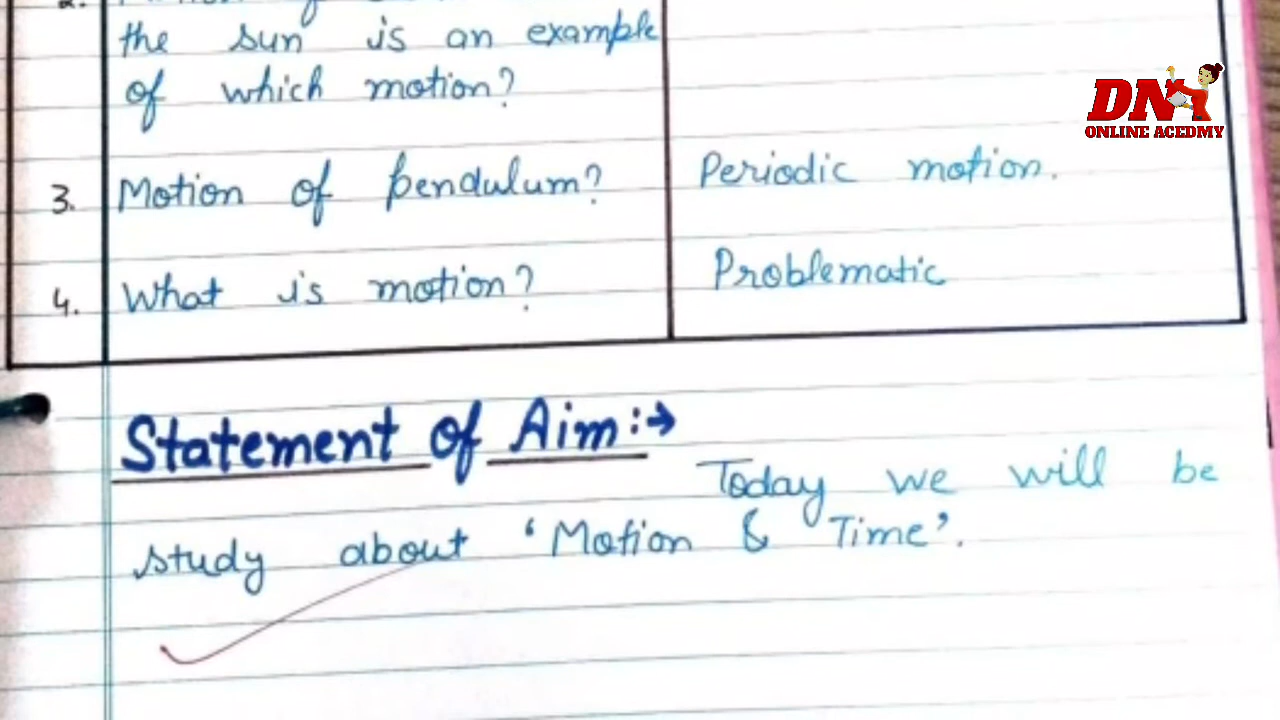 2.
the sun is an example
of which motion?
3. Motion of pendulum? Periodic motion.
4. What is motion? Problematic
Statement of Aim:→
Today we will be
study about 'Motion & Time'.
DNA
ONLINE ACEDMY